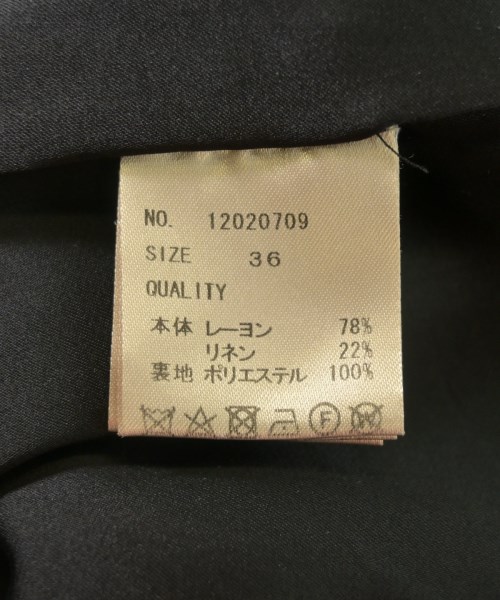 NO. 12020709
SIZE 36
QUALITY
本体 レーヨン 78%
リネン 22%
裏地 ポリエステル 100%
F W